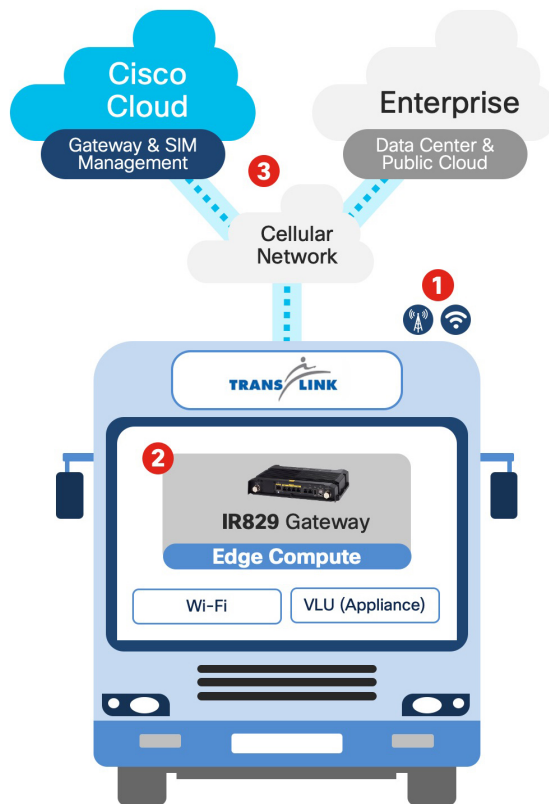 Cisco
Cloud
Gateway & SIM
Management
Enterprise
Data Center &
Public Cloud
3
Cellular
Network
1
TRANS LINK
2
IR829 Gateway
Edge Compute
Wi-Fi
VLU (Appliance)